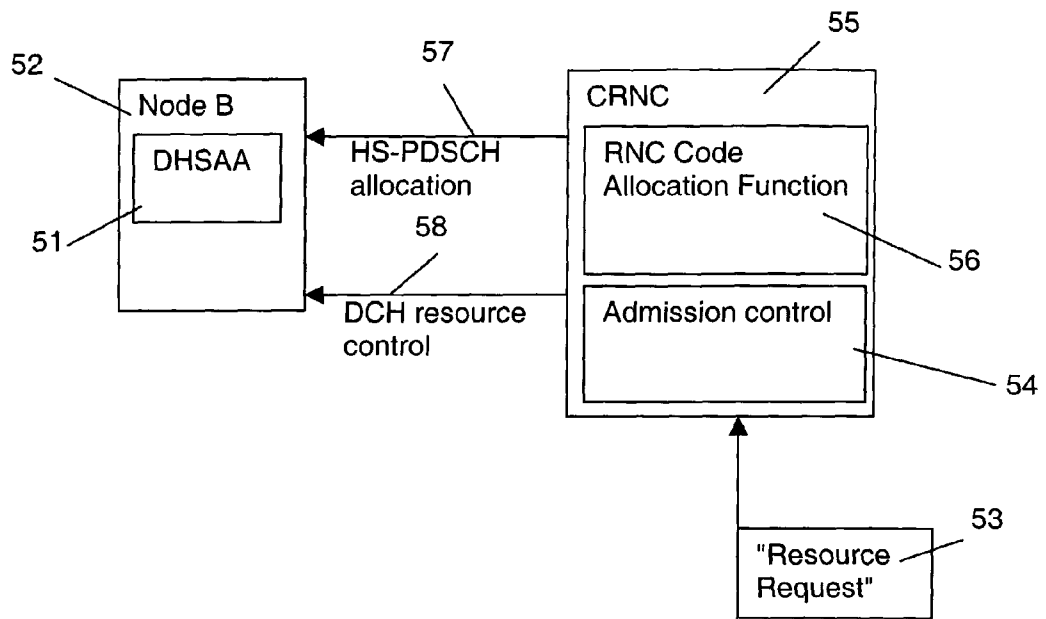 55
57
52
CRNC
Node B
DHSAA
HS-PDSCH
allocation
RNC Code
Allocation Function
51
58
56
DCH resource
control
Admission control
54
53
"Resource
Request"